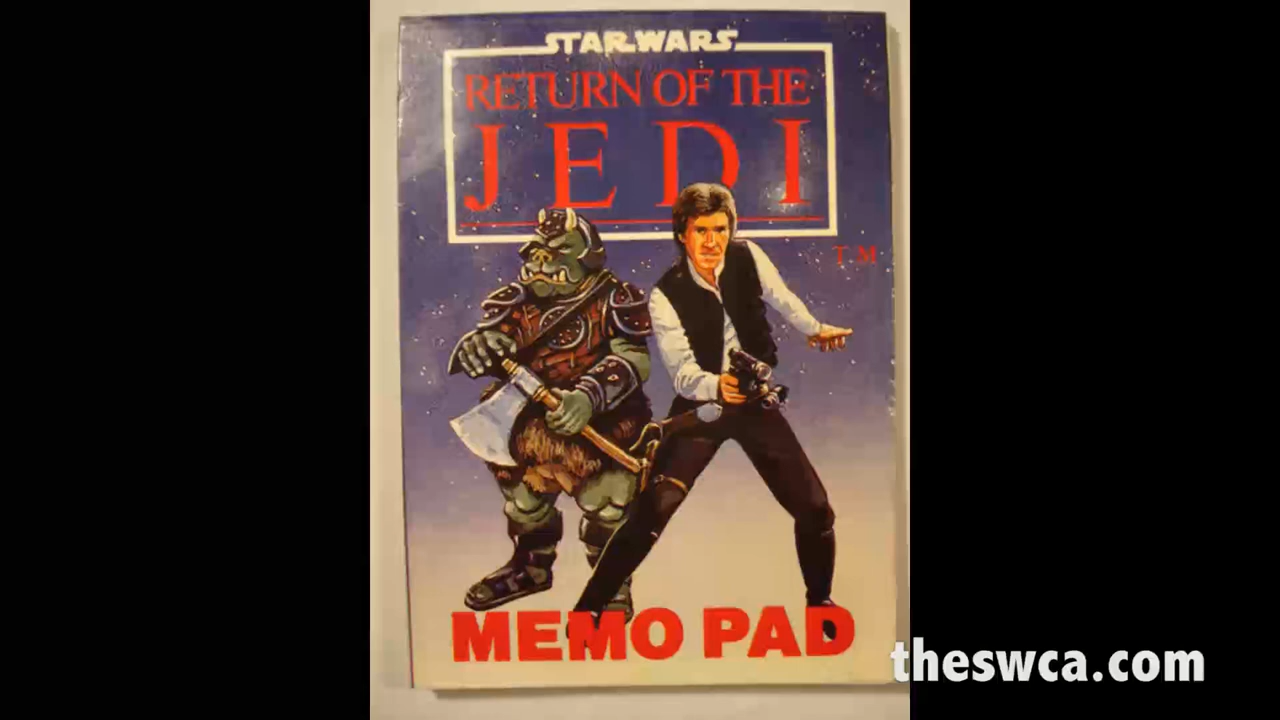 STAR WARS
RETURN OF THE
JEDI
TM
MEMO PAD
theswca.com